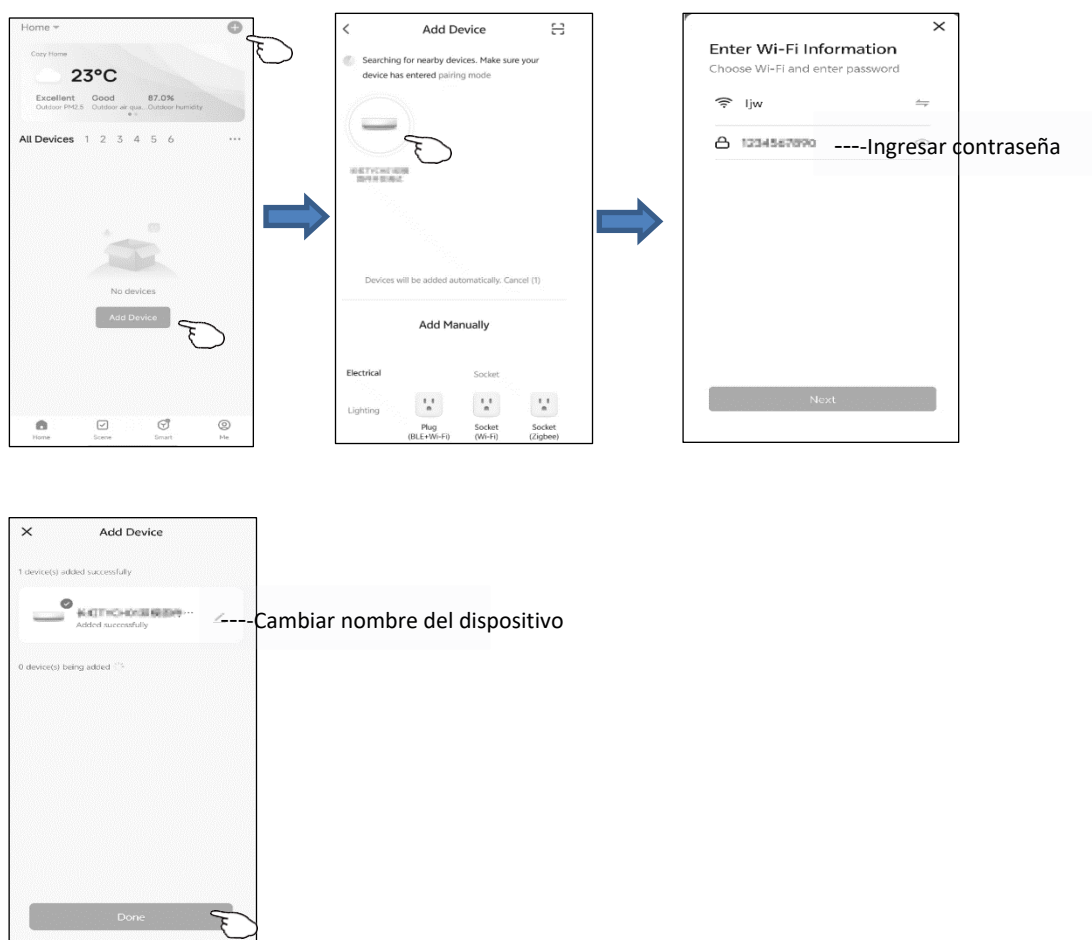 Home
Cozy Home
23°C
Excellent Good 87.0%
Outdoor PM2.5 Outdoor air qua... Outdoor humidity
All Devices 1 2 3 4 5 6 ...
No devices
Add Device
Home Scene Smart Me
Add Device
Searching for nearby devices. Make sure your
device has entered pairing mode
Devices will be added automatically. Cancel (1)
Add Manually
Electrical Socket
Lighting
Plug Socket Socket
(BLE+Wi-Fi) (Wi-Fi) (Zigbee)
Enter Wi-Fi Information
Choose Wi-Fi and enter password
ljw
1234567890 ----Ingresar contraseña
Next
Add Device
1 device(s) added successfully
Added successfully
----Cambiar nombre del dispositivo
0 device(s) being added
Done